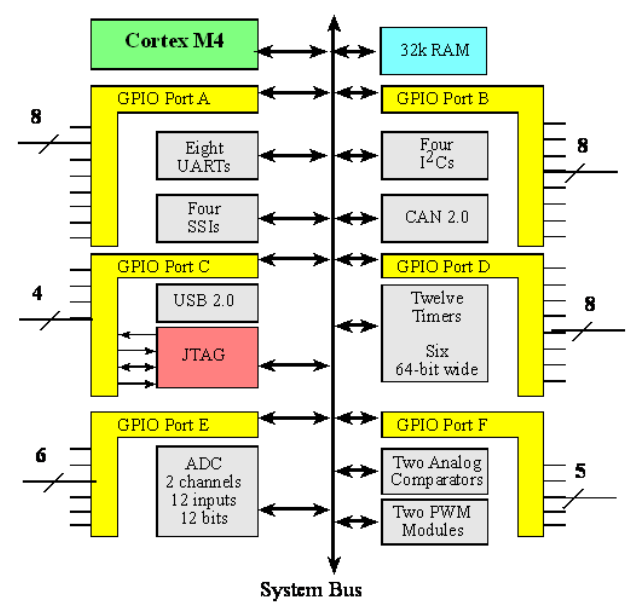 Cortex M4
32k RAM
GPIO Port A
GPIO Port B
8
Eight
UARTs
Four
I²Cs
8
Four
SSIs
CAN 2.0
GPIO Port C
GPIO Port D
4
USB 2.0
Twelve
Timers
Six
64-bit wide
8
JTAG
GPIO Port E
GPIO Port F
6
ADC
2 channels
12 inputs
12 bits
Two Analog
Comparators
5
Two PWM
Modules
System Bus